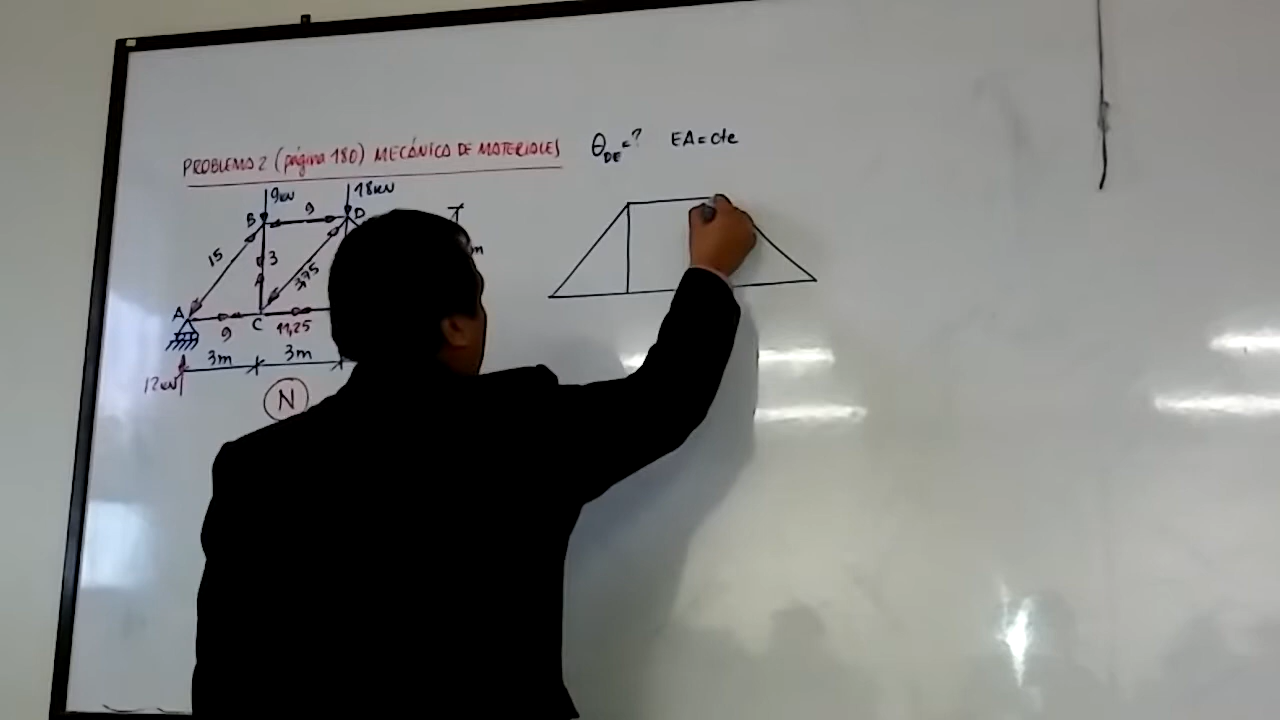 PROBLEMA 2 (página 180) MECÁNICA DE MATERIALES
θDE=? EA=cte
9kN 18kN
B 9 D
15 3 3,75 m
A 9 C 11,25
3m 3m
12kN
N